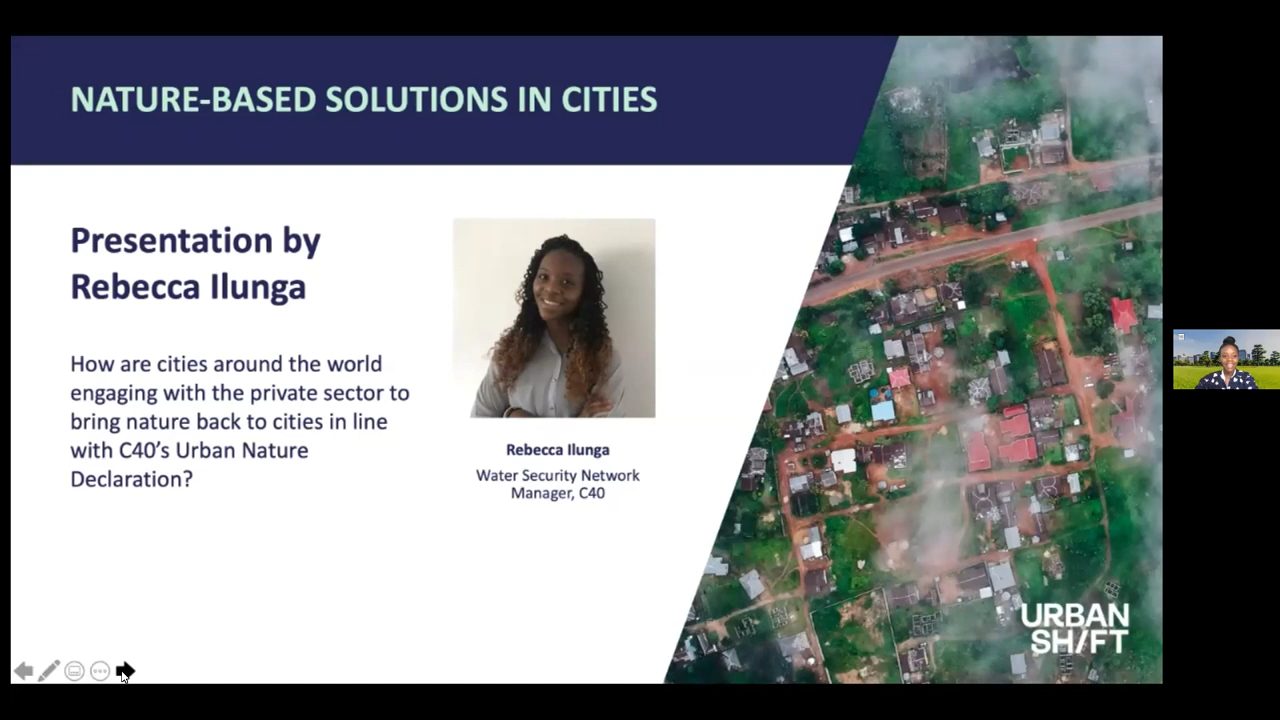 NATURE-BASED SOLUTIONS IN CITIES
Presentation by
Rebecca Ilunga
How are cities around the world
engaging with the private sector to
bring nature back to cities in line
with C40's Urban Nature
Declaration?
Rebecca Ilunga
Water Security Network
Manager, C40
URBAN
SH/FT